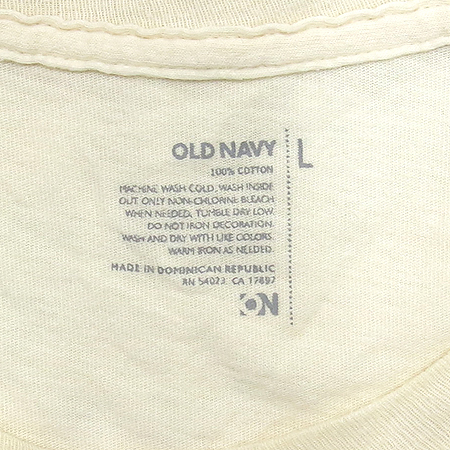 OLD NAVY
L
100% COTTON
MACHINE WASH COLD, WASH INSIDE
OUT ONLY NON-CHLORINE BLEACH
WHEN NEEDED, TUMBLE DRY LOW.
DO NOT IRON DECORATION.
WASH AND DRY WITH LIKE COLORS.
WARM IRON AS NEEDED.
MADE IN DOMINICAN REPUBLIC
RN 54023 CA 17897
ON